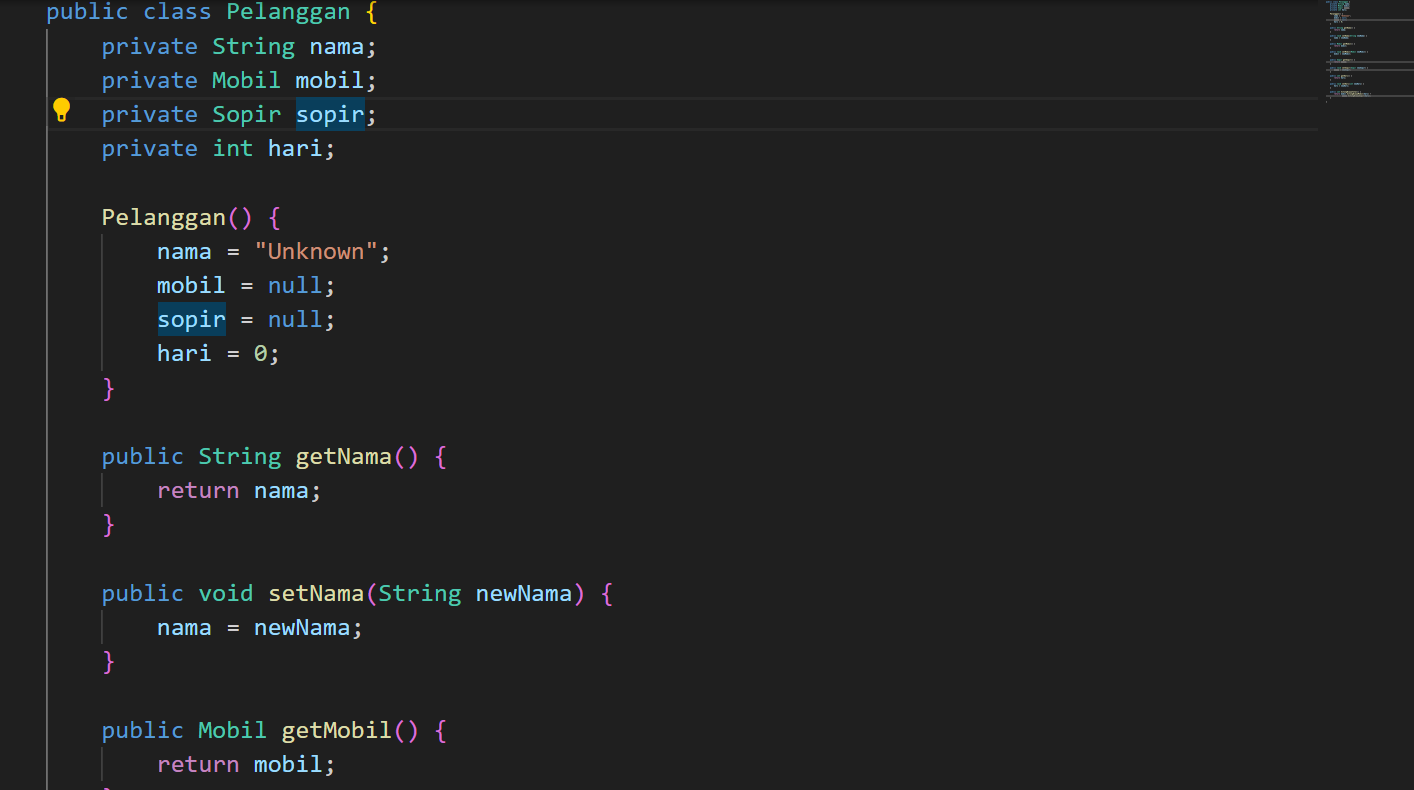 public class Pelanggan {
    private String nama;
    private Mobil mobil;
    private Sopir sopir;
    private int hari;

    Pelanggan() {
        nama = "Unknown";
        mobil = null;
        sopir = null;
        hari = 0;
    }

    public String getNama() {
        return nama;
    }

    public void setNama(String newNama) {
        nama = newNama;
    }

    public Mobil getMobil() {
        return mobil;